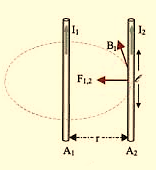 I₁ I₂
B₁
F₁,₂ ℓ
r
A₁ A₂